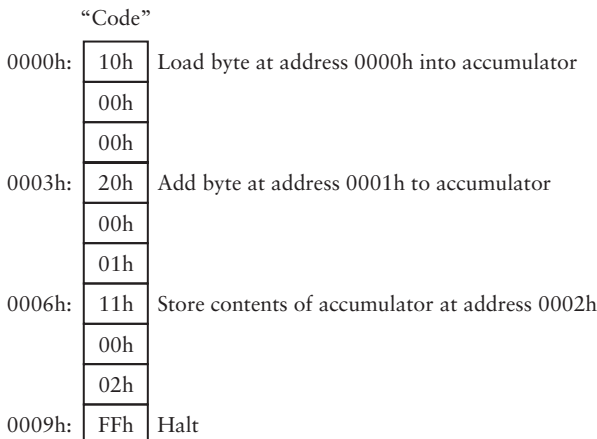 “Code”
0000h: 10h Load byte at address 0000h into accumulator
00h
00h
0003h: 20h Add byte at address 0001h to accumulator
00h
01h
0006h: 11h Store contents of accumulator at address 0002h
00h
02h
0009h: FFh Halt